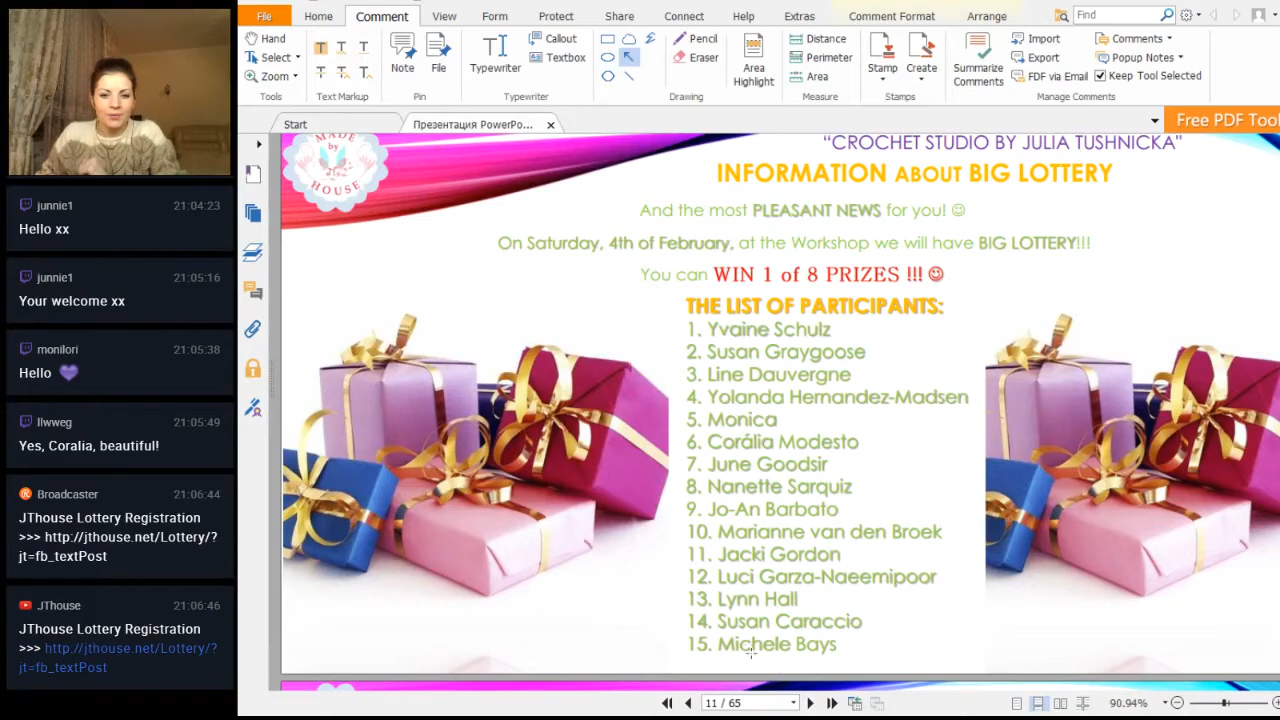 junnie1 21:04:23
Hello xx
junnie1 21:05:16
Your welcome xx
monilori 21:05:38
Hello
llwweg 21:05:49
Yes, Coralia, beautiful!
Broadcaster 21:06:44
JThouse Lottery Registration
>>> http://jthouse.net/Lottery/?
jt=fb_textPost
JThouse 21:06:46
JThouse Lottery Registration
>>> http://jthouse.net/Lottery/?
jt=fb_textPost
File Home Comment View Form Protect Share Connect Help Extras Comment Format Arrange Find
Hand
Select
Zoom
Tools
T T T
T T T
Text Markup
Note File
Pin
Typewriter
Callout
Textbox
Typewriter
Pencil
Eraser
Drawing
Area
Highlight
Distance
Perimeter
Area
Measure
Stamp Create
Stamps
Summarize
Comments
Import
Export
FDF via Email
Comments
Popup Notes
Keep Tool Selected
Manage Comments
Start Презентация PowerPo... Free PDF Too
MADE
by
HOUSE
"CROCHET STUDIO BY JULIA TUSHNICKA"
INFORMATION ABOUT BIG LOTTERY
And the most PLEASANT NEWS for you! ☺
On Saturday, 4th of February, at the Workshop we will have BIG LOTTERY!!!
You can WIN 1 of 8 PRIZES !!! ☺
THE LIST OF PARTICIPANTS:
1. Yvaine Schulz
2. Susan Graygoose
3. Line Dauvergne
4. Yolanda Hernandez-Madsen
5. Monica
6. Corália Modesto
7. June Goodsir
8. Nanette Sarquiz
9. Jo-An Barbato
10. Marianne van den Broek
11. Jacki Gordon
12. Luci Garza-Naeemipoor
13. Lynn Hall
14. Susan Caraccio
15. Michele Bays
11 / 65 90.94%